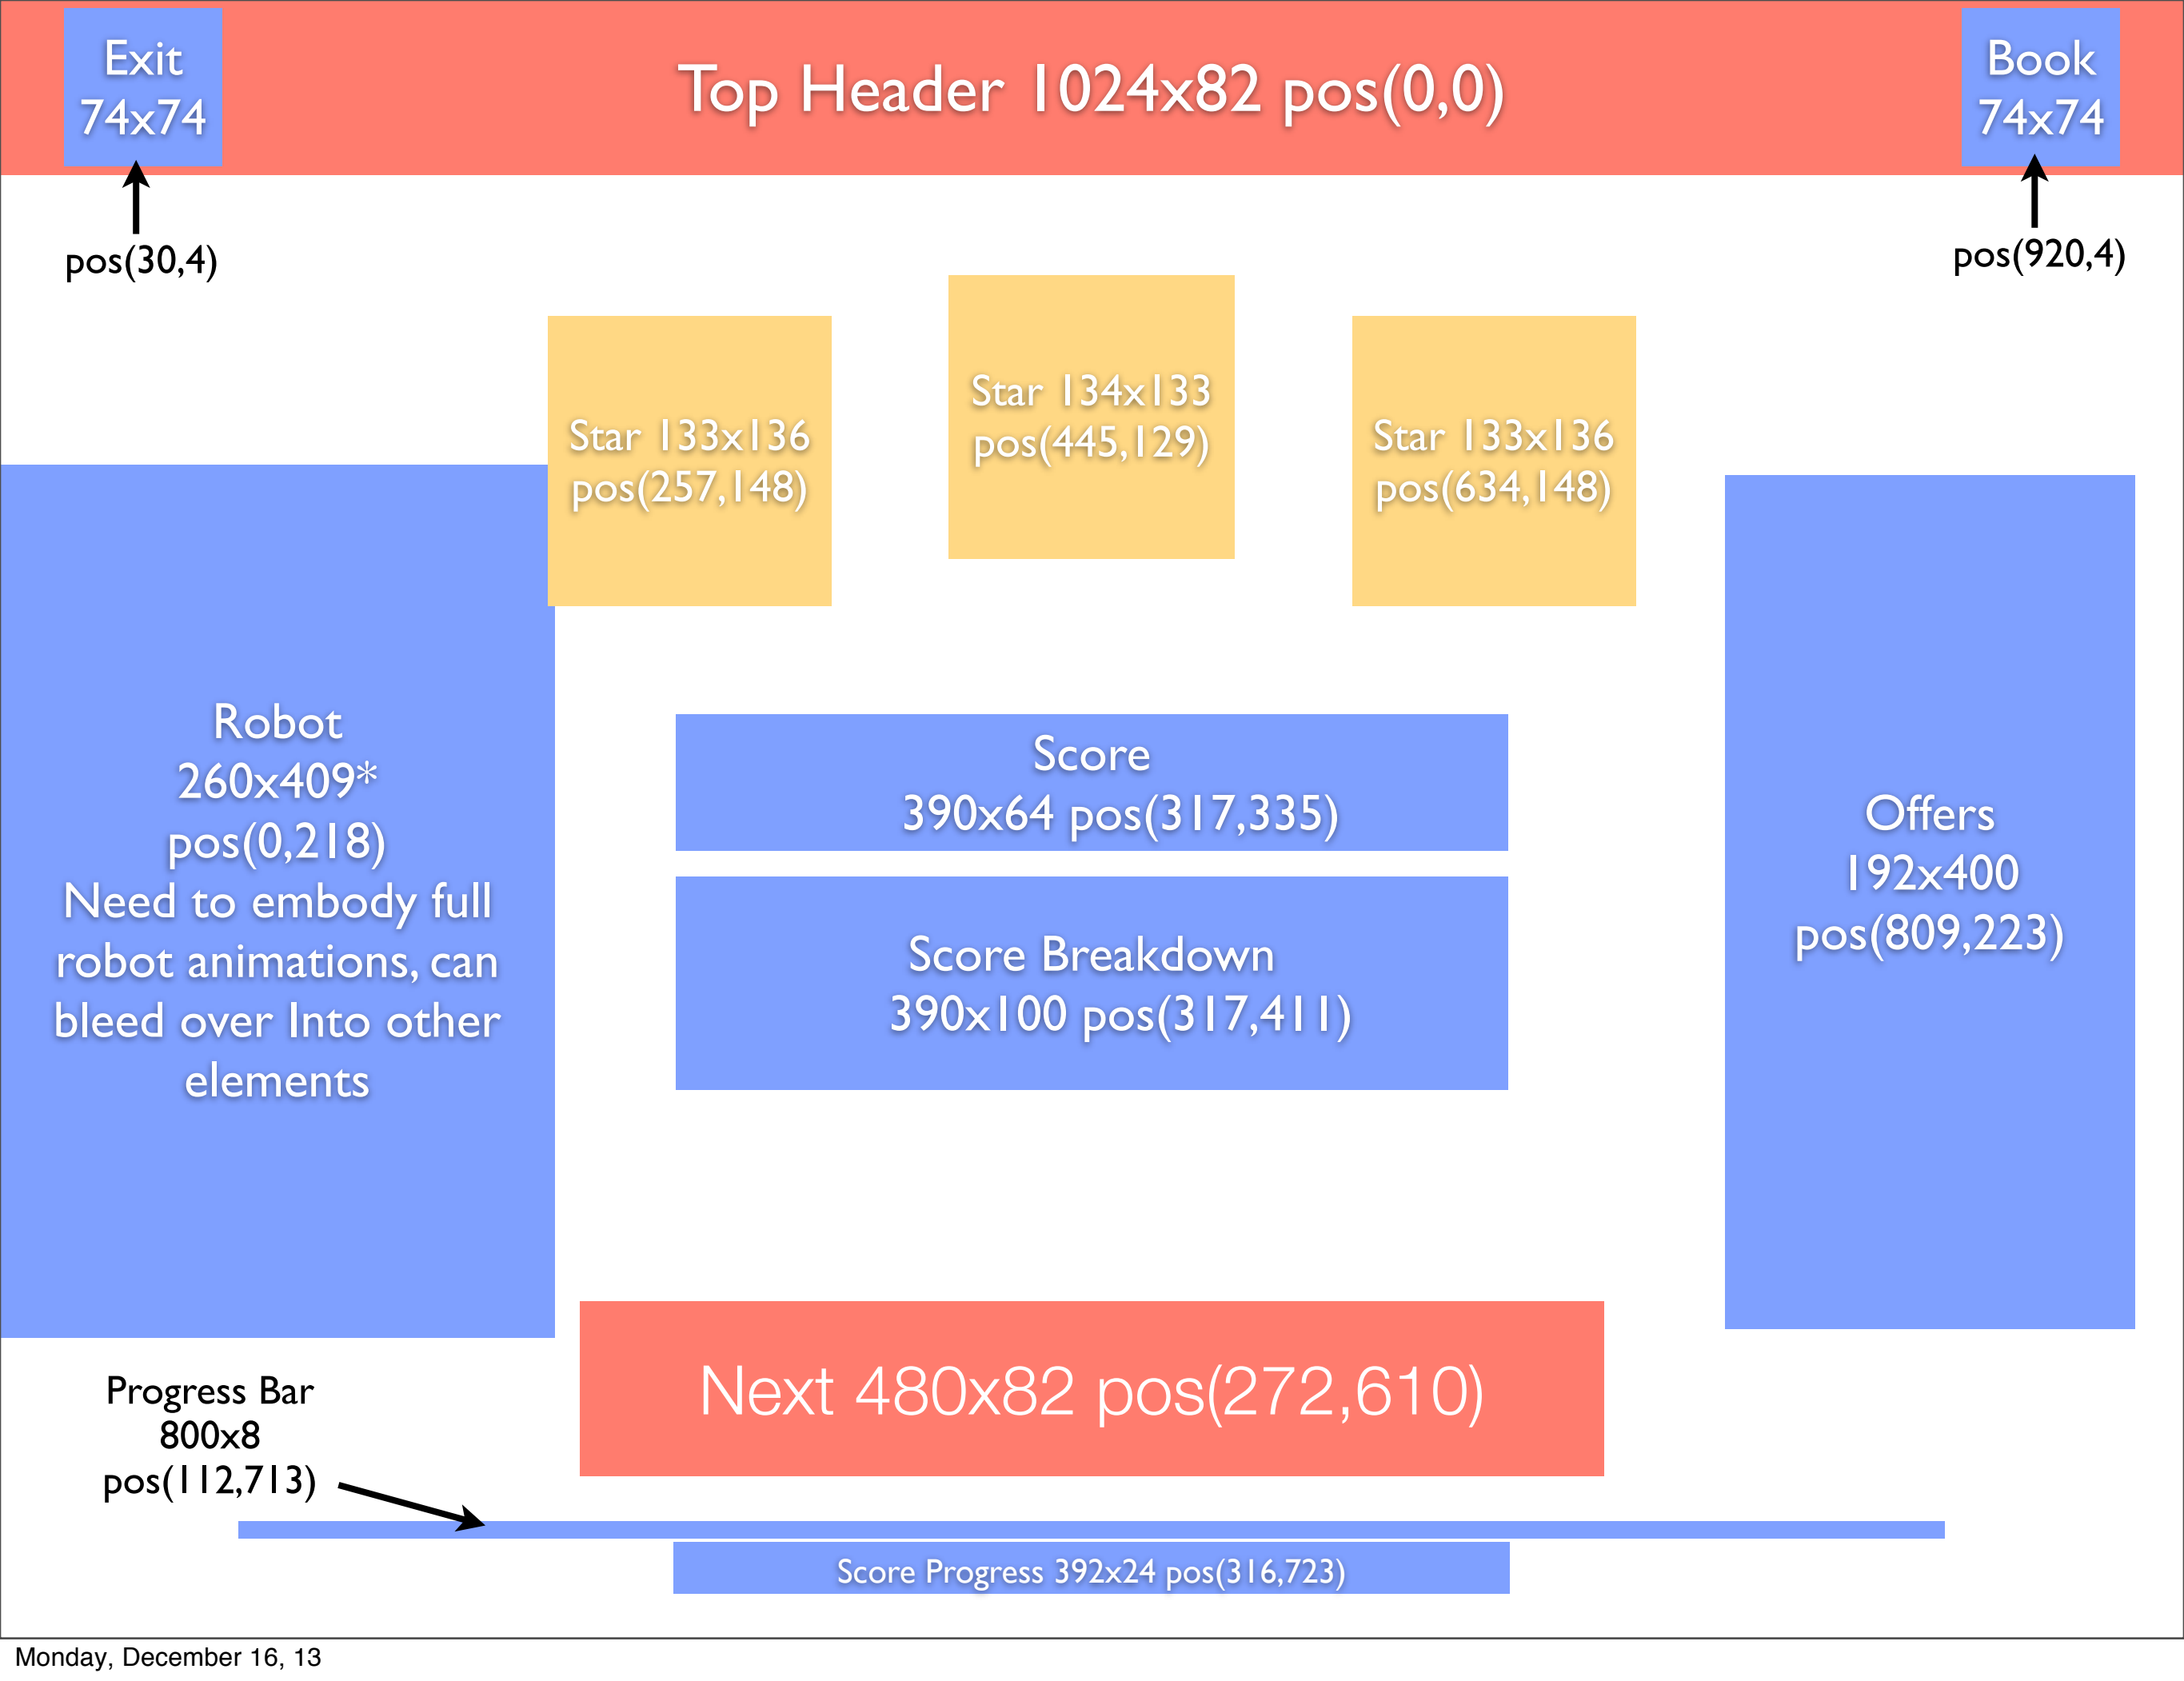 Exit
74x74
Top Header 1024x82 pos(0,0)
Book
74x74
pos(30,4)
pos(920,4)
Star 133x136
pos(257,148)
Star 134x133
pos(445,129)
Star 133x136
pos(634,148)
Robot
260x409*
pos(0,218)
Need to embody full
robot animations, can
bleed over Into other
elements
Score
390x64 pos(317,335)
Score Breakdown
390x100 pos(317,411)
Offers
192x400
pos(809,223)
Next 480x82 pos(272,610)
Progress Bar
800x8
pos(112,713)
Score Progress 392x24 pos(316,723)
Monday, December 16, 13